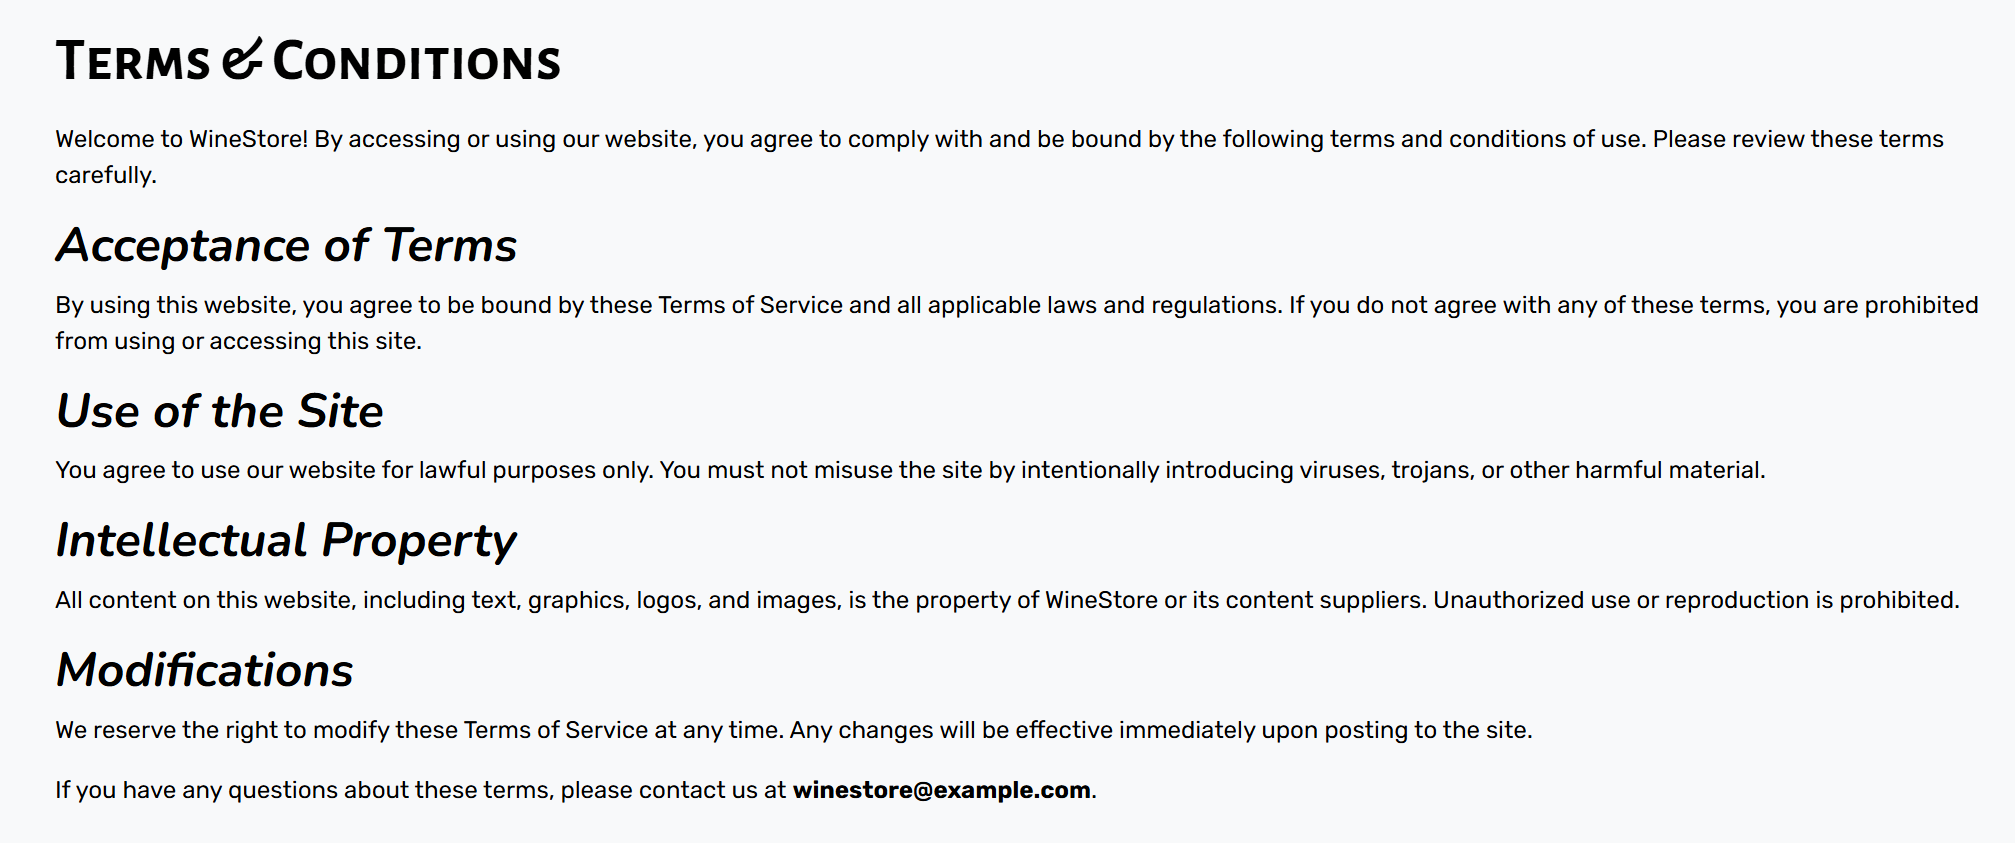 Terms & Conditions
Welcome to WineStore! By accessing or using our website, you agree to comply with and be bound by the following terms and conditions of use. Please review these terms
carefully.
Acceptance of Terms
By using this website, you agree to be bound by these Terms of Service and all applicable laws and regulations. If you do not agree with any of these terms, you are prohibited
from using or accessing this site.
Use of the Site
You agree to use our website for lawful purposes only. You must not misuse the site by intentionally introducing viruses, trojans, or other harmful material.
Intellectual Property
All content on this website, including text, graphics, logos, and images, is the property of WineStore or its content suppliers. Unauthorized use or reproduction is prohibited.
Modifications
We reserve the right to modify these Terms of Service at any time. Any changes will be effective immediately upon posting to the site.
If you have any questions about these terms, please contact us at winestore@example.com.